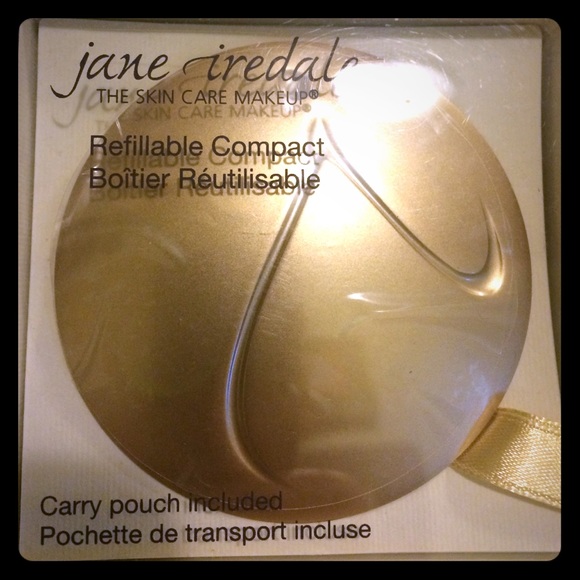 jane iredale
THE SKIN CARE MAKEUP®
Refillable Compact
Boîtier Réutilisable
Carry pouch included
Pochette de transport incluse